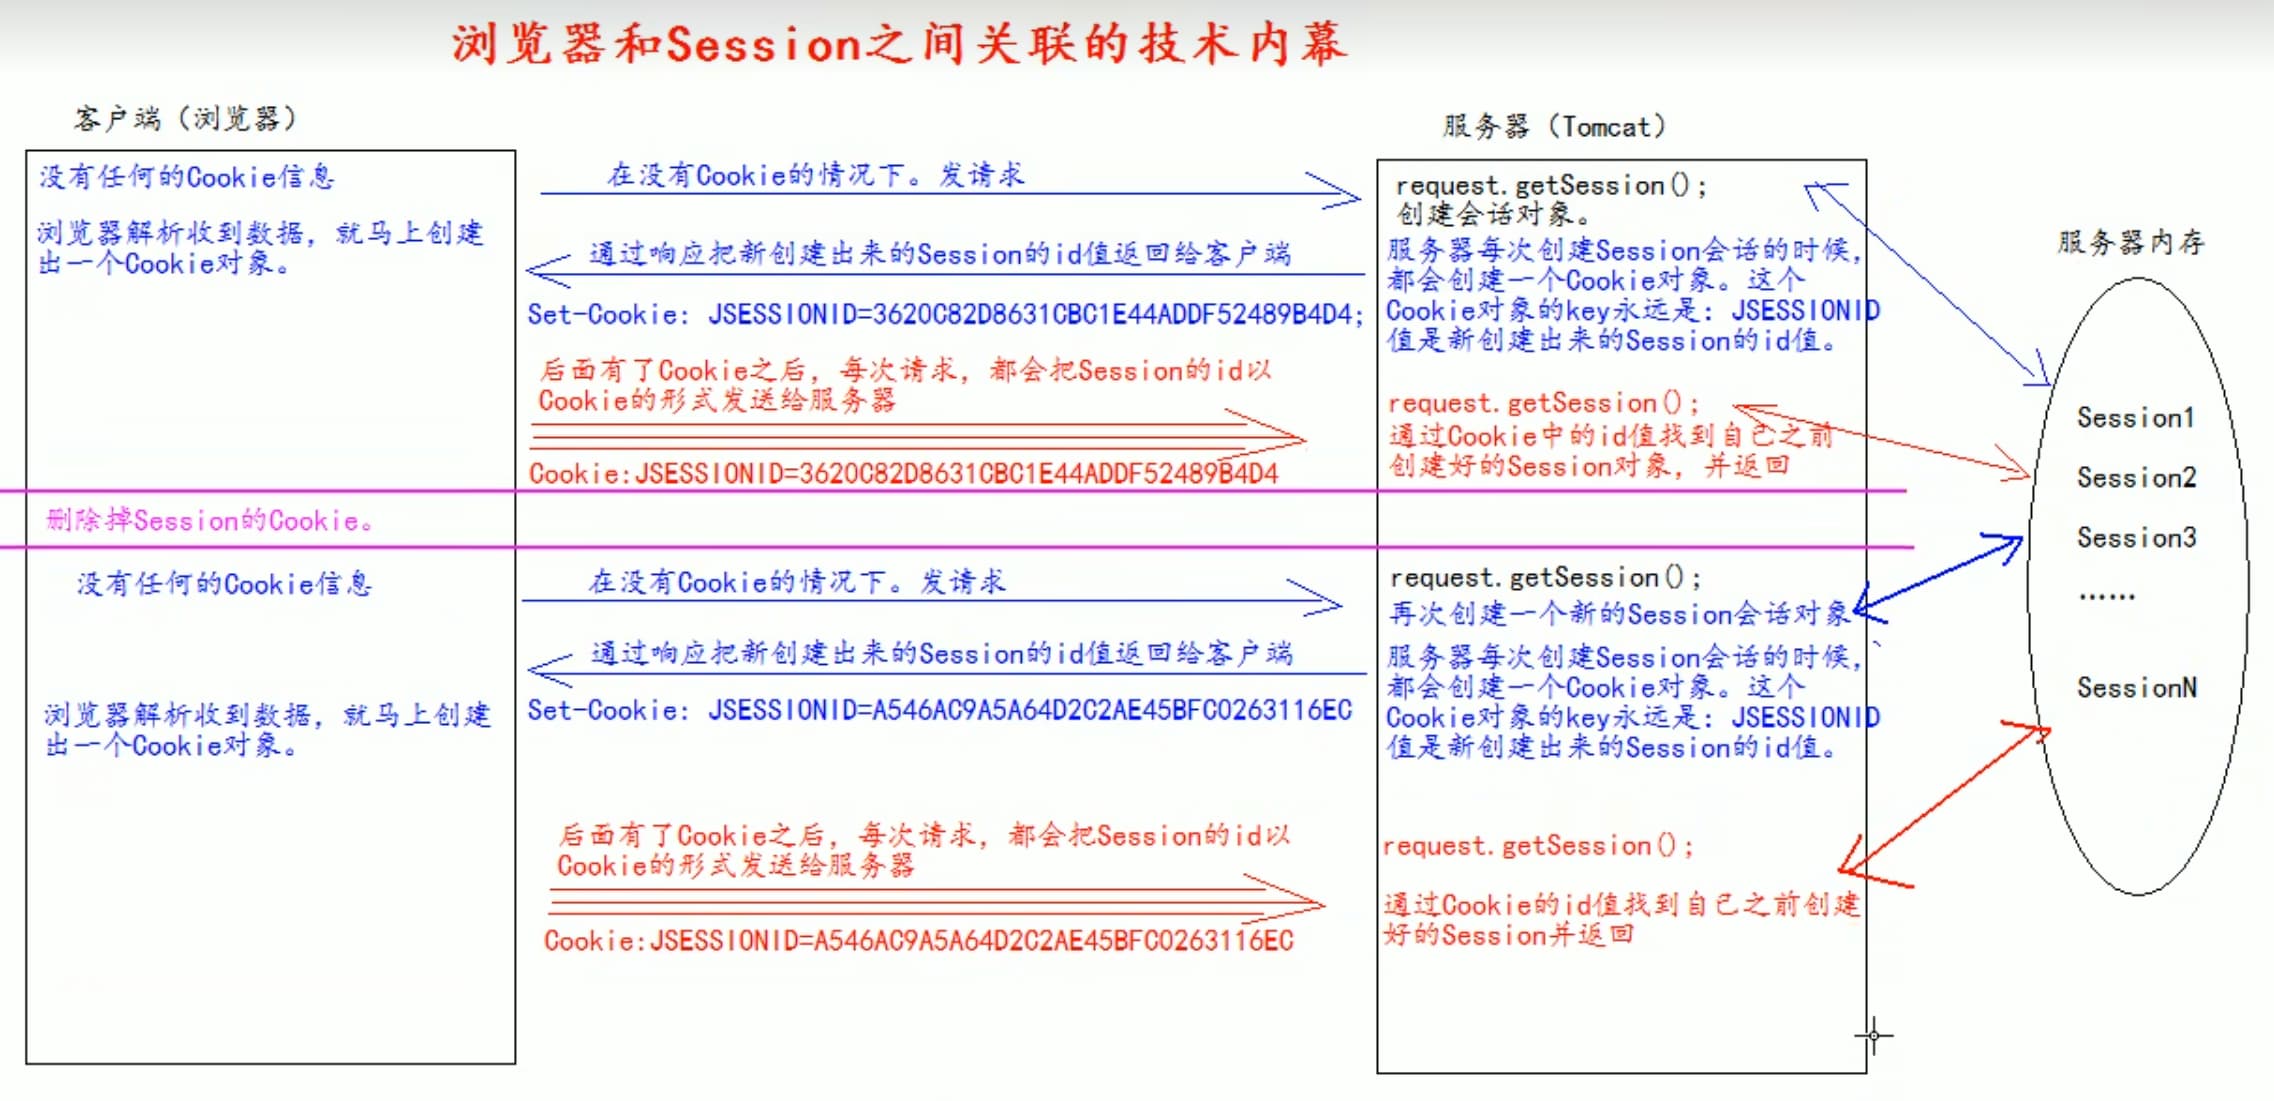 浏览器和Session之间关联的技术内幕
客户端（浏览器）
服务器（Tomcat）
没有任何的Cookie信息
浏览器解析收到数据，就马上创建
出一个Cookie对象。
在没有Cookie的情况下。发请求
通过响应把新创建出来的Session的id值返回给客户端
Set-Cookie: JSESSIONID=3620C82D8631CBC1E44ADDF52489B4D4;
后面有了Cookie之后，每次请求，都会把Session的id以
Cookie的形式发送给服务器
Cookie:JSESSIONID=3620C82D8631CBC1E44ADDF52489B4D4
request.getSession();
创建会话对象。
服务器每次创建Session会话的时候，
都会创建一个Cookie对象。这个
Cookie对象的key永远是：JSESSIONID
值是新创建出来的Session的id值。
request.getSession();
通过Cookie中的id值找到自己之前
创建好的Session对象，并返回
服务器内存
Session1
Session2
Session3
......
SessionN
删除掉Session的Cookie。
没有任何的Cookie信息
浏览器解析收到数据，就马上创建
出一个Cookie对象。
在没有Cookie的情况下。发请求
通过响应把新创建出来的Session的id值返回给客户端
Set-Cookie: JSESSIONID=A546AC9A5A64D2C2AE45BFC0263116EC
后面有了Cookie之后，每次请求，都会把Session的id以
Cookie的形式发送给服务器
Cookie:JSESSIONID=A546AC9A5A64D2C2AE45BFC0263116EC
request.getSession();
再次创建一个新的Session会话对象
服务器每次创建Session会话的时候，
都会创建一个Cookie对象。这个
Cookie对象的key永远是：JSESSIONID
值是新创建出来的Session的id值。
request.getSession();
通过Cookie的id值找到自己之前创建
好的Session并返回